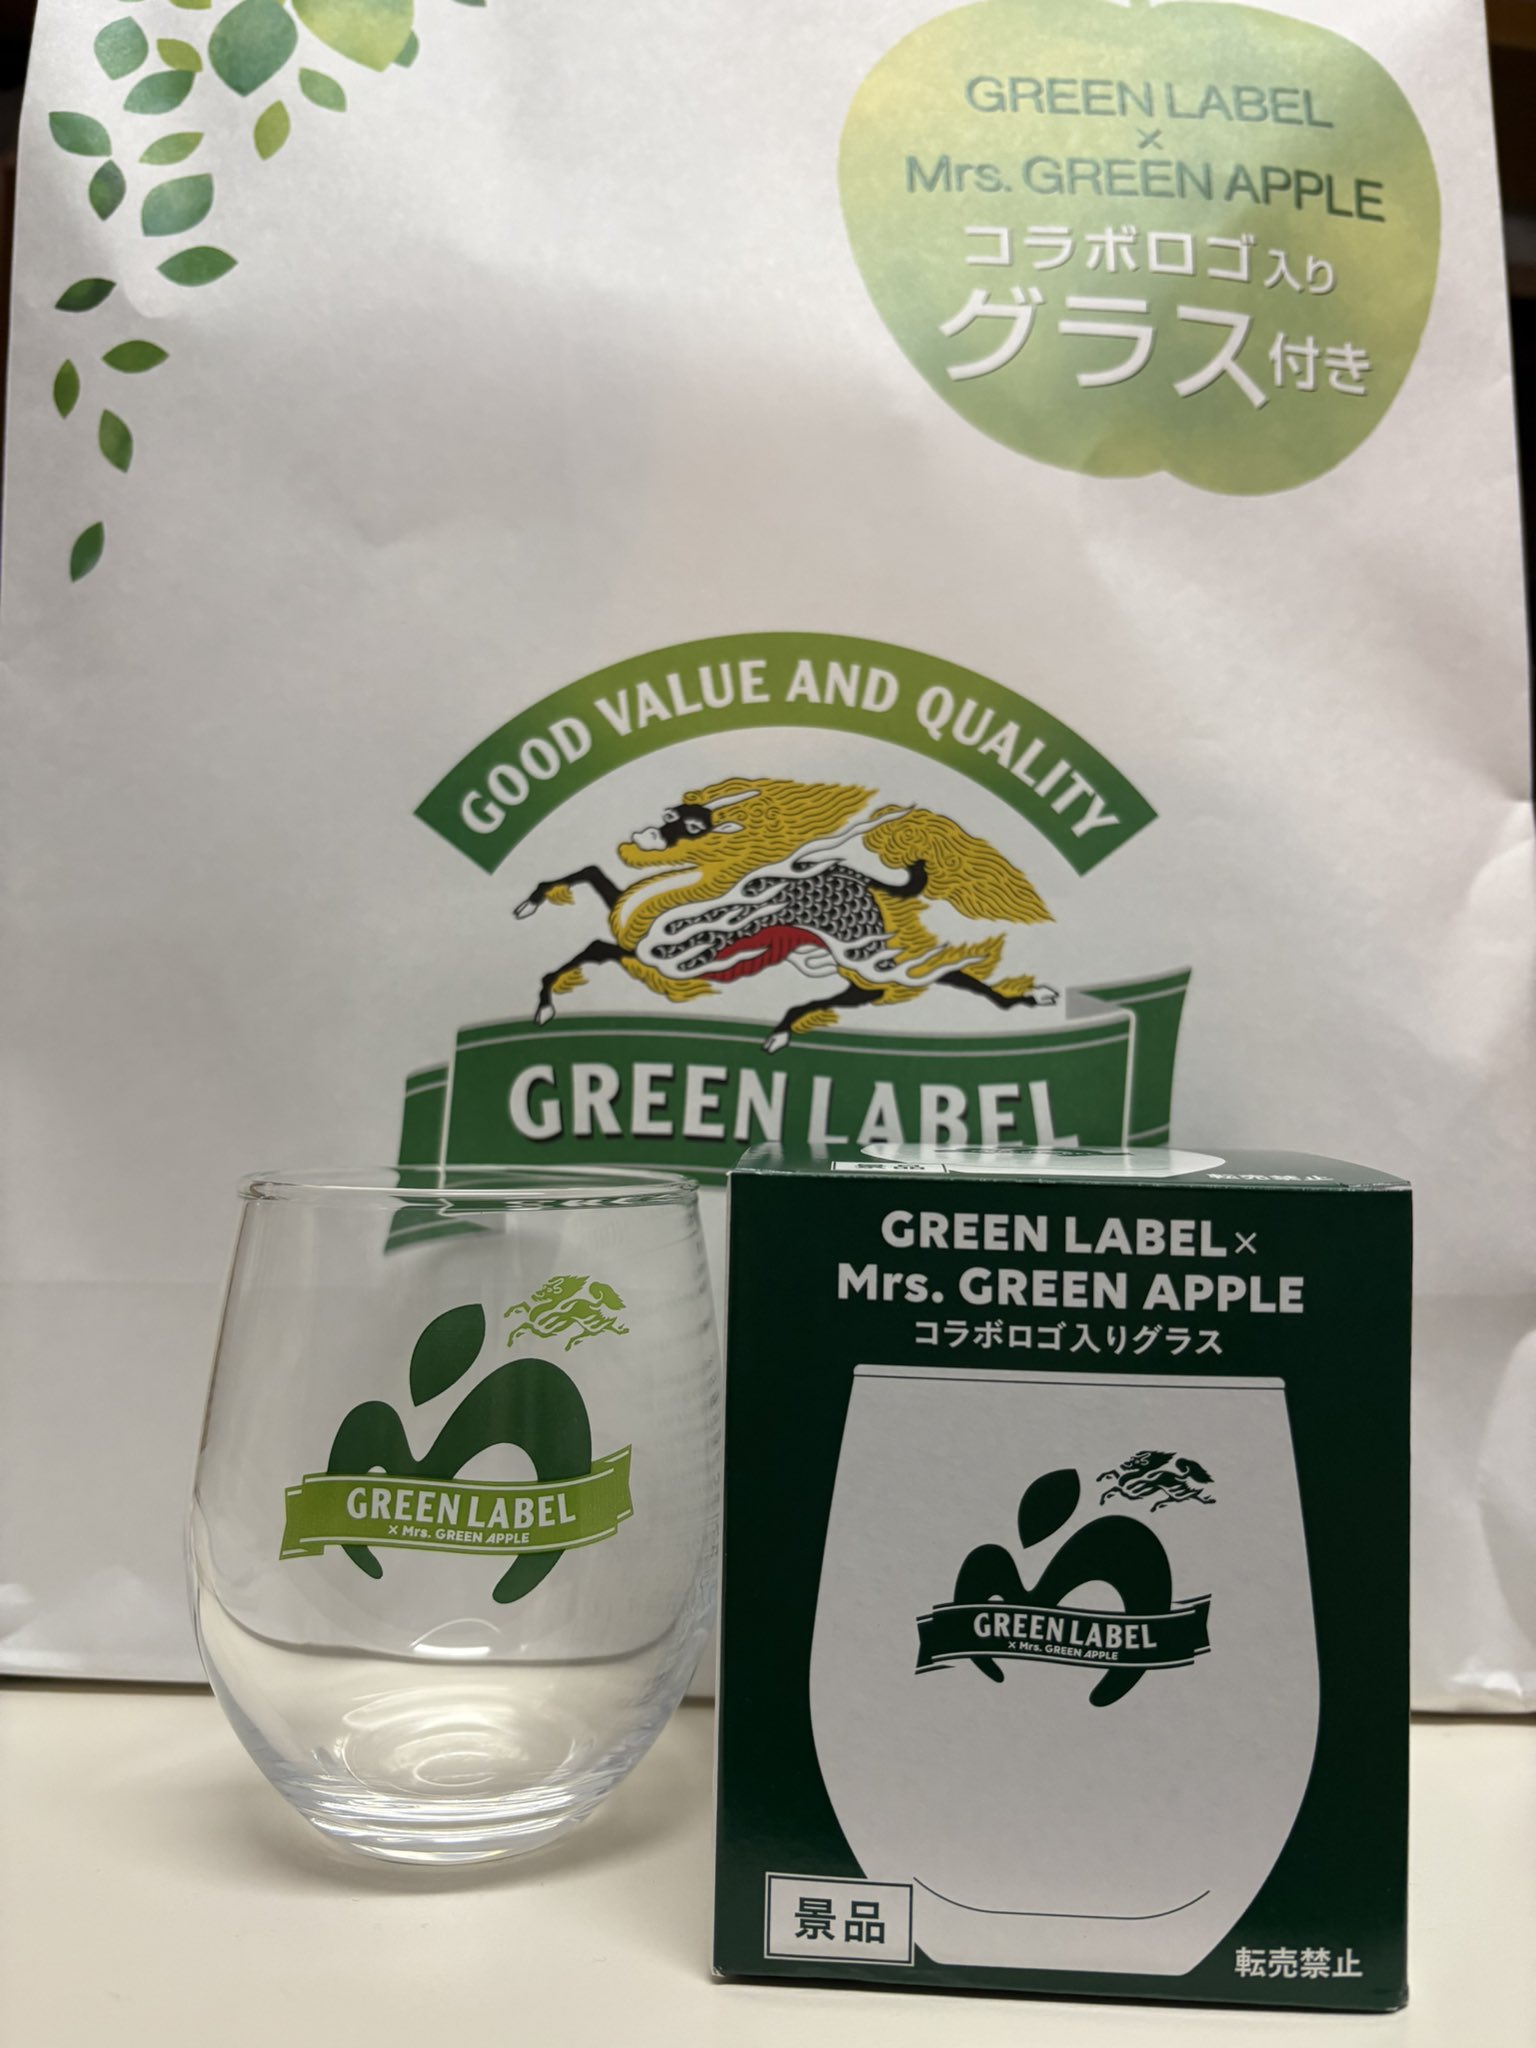 GREEN LABEL
×
Mrs. GREEN APPLE
コラボロゴ入り
グラス付き
GOOD VALUE AND QUALITY
GREEN LABEL
GREEN LABEL
× Mrs. GREEN APPLE
景品
転売禁止
GREEN LABEL×
Mrs. GREEN APPLE
コラボロゴ入りグラス
GREEN LABEL
× Mrs. GREEN APPLE
景品
転売禁止